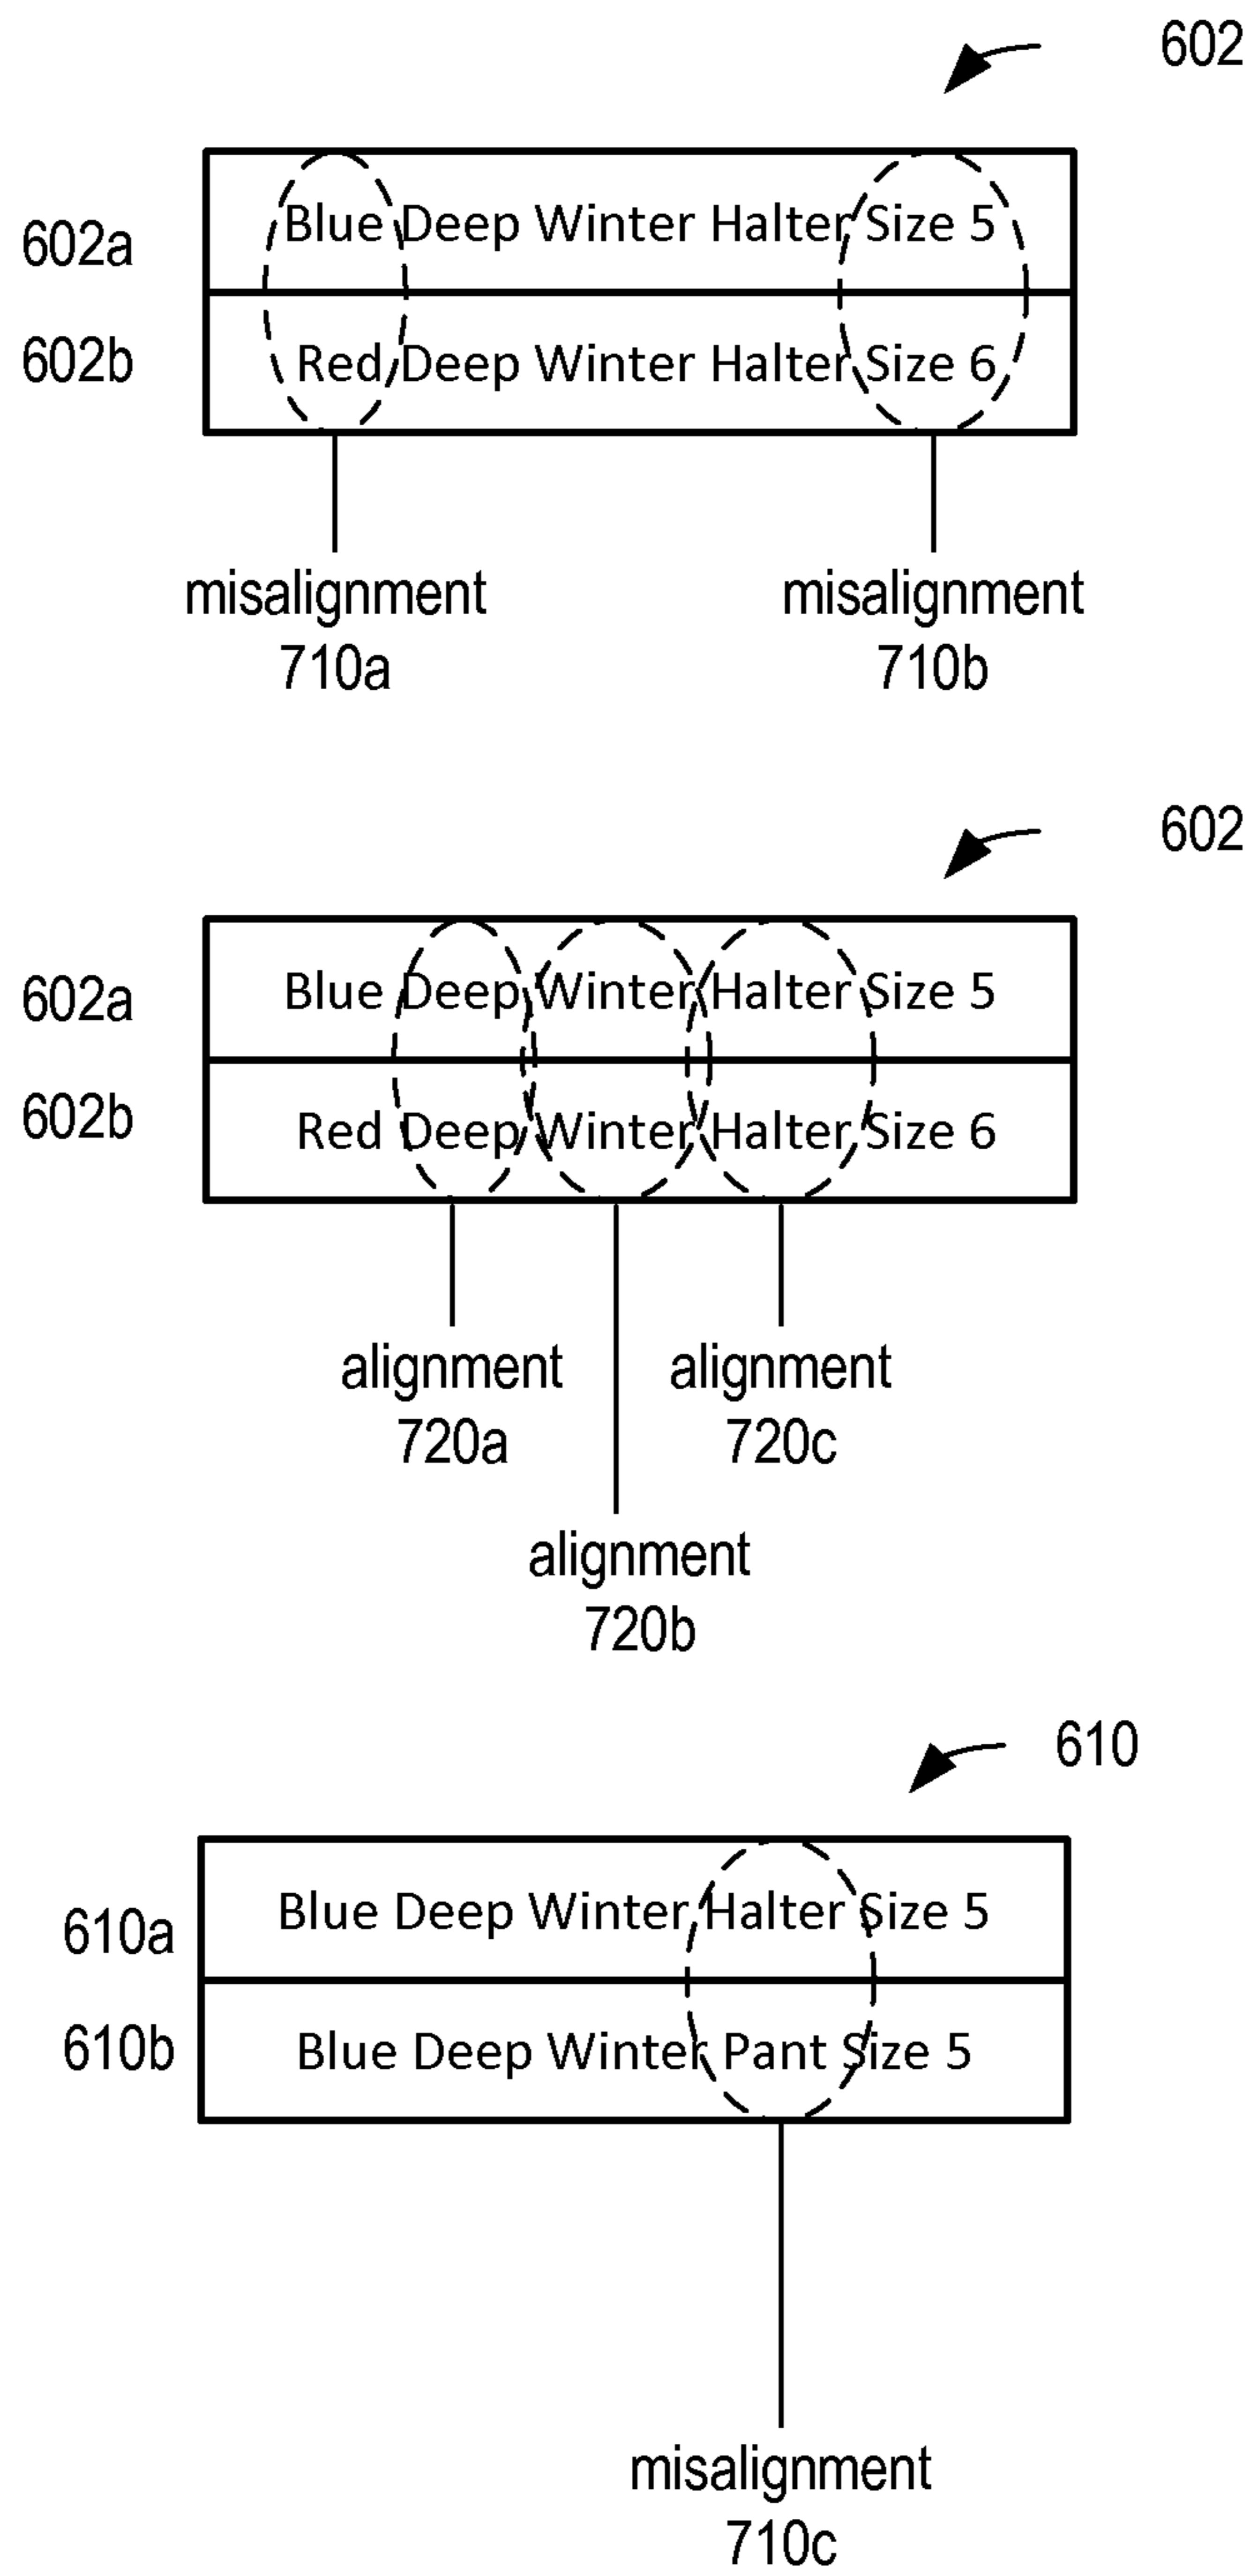 602
602a
Blue Deep Winter Halter Size 5
602b
Red Deep Winter Halter Size 6
misalignment
710a
misalignment
710b
602
602a
Blue Deep Winter Halter Size 5
602b
Red Deep Winter Halter Size 6
alignment
720a
alignment
720c
alignment
720b
610
610a
Blue Deep Winter Halter Size 5
610b
Blue Deep Winter Pant Size 5
misalignment
710c